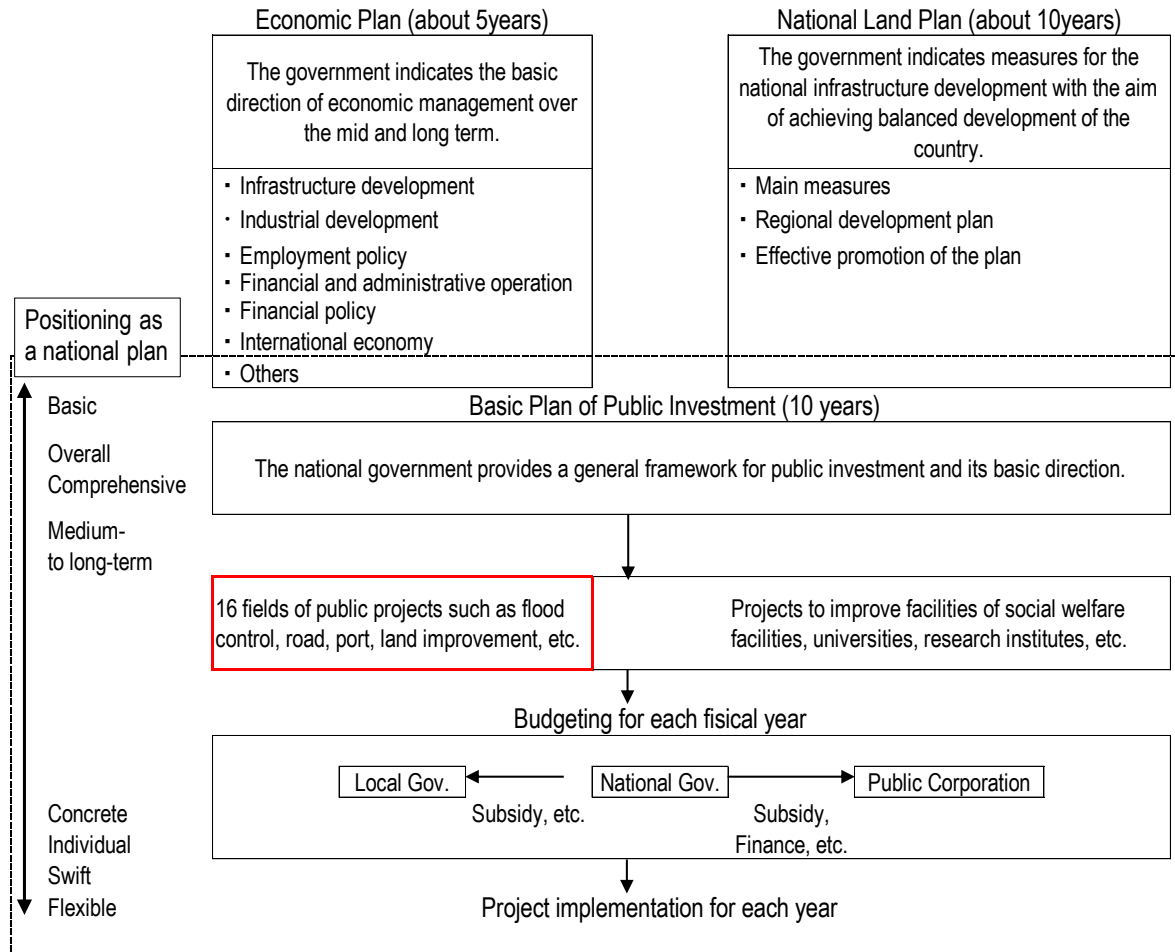 Economic Plan (about 5years)
The government indicates the basic
direction of economic management over
the mid and long term.
・Infrastructure development
・Industrial development
・Employment policy
・Financial and administrative operation
・Financial policy
・International economy
・Others
National Land Plan (about 10years)
The government indicates measures for the
national infrastructure development with the aim
of achieving balanced development of the
country.
・Main measures
・Regional development plan
・Effective promotion of the plan
Positioning as
a national plan
Basic
Overall
Comprehensive
Medium-
to long-term
Concrete
Individual
Swift
Flexible
Basic Plan of Public Investment (10 years)
The national government provides a general framework for public investment and its basic direction.
16 fields of public projects such as flood
control, road, port, land improvement, etc.
Projects to improve facilities of social welfare
facilities, universities, research institutes, etc.
Budgeting for each fisical year
Local Gov.
National Gov.
Public Corporation
Subsidy, etc.
Subsidy,
Finance, etc.
Project implementation for each year